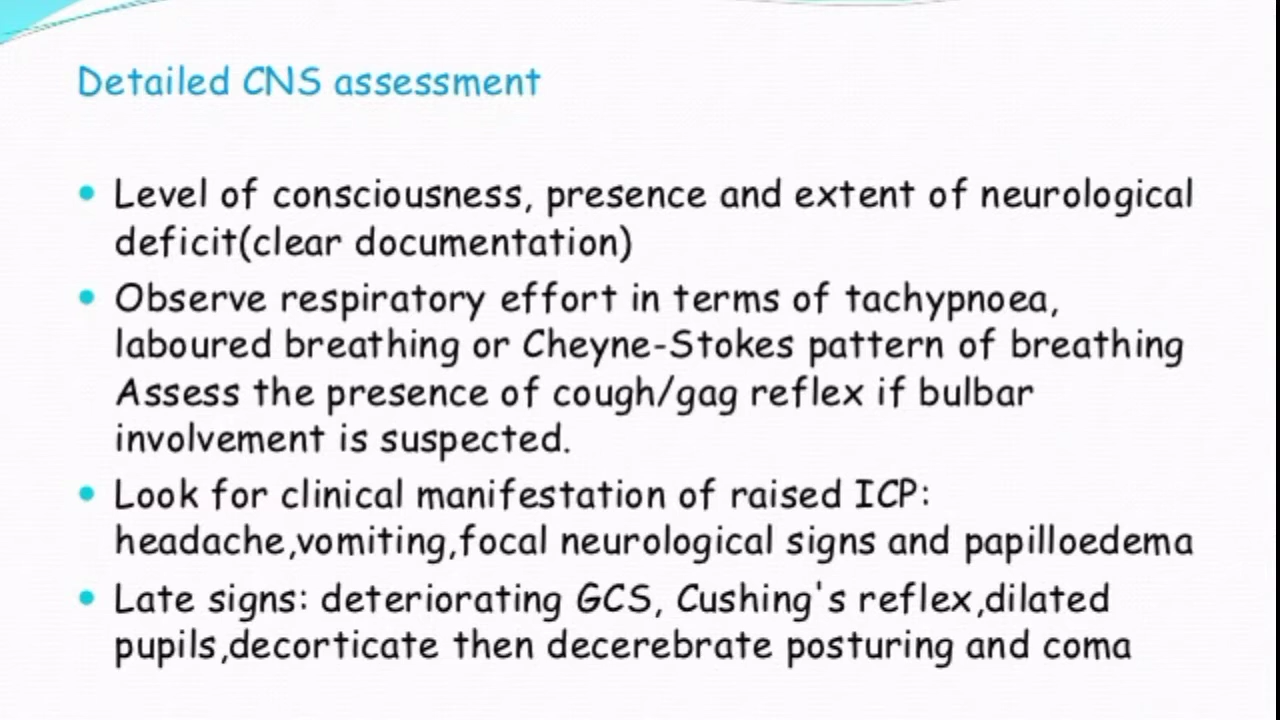 Detailed CNS assessment
• Level of consciousness, presence and extent of neurological
deficit(clear documentation)
• Observe respiratory effort in terms of tachypnoea,
laboured breathing or Cheyne-Stokes pattern of breathing
Assess the presence of cough/gag reflex if bulbar
involvement is suspected.
• Look for clinical manifestation of raised ICP:
headache,vomiting,focal neurological signs and papilloedema
• Late signs: deteriorating GCS, Cushing's reflex,dilated
pupils,decorticate then decerebrate posturing and coma